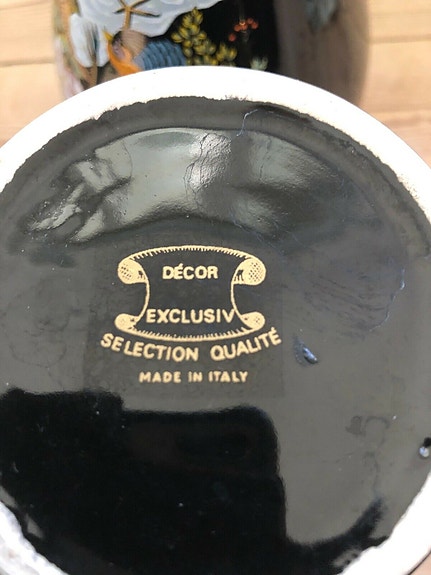 DÉCOR
EXCLUSIV
SELECTION QUALITÉ
MADE IN ITALY